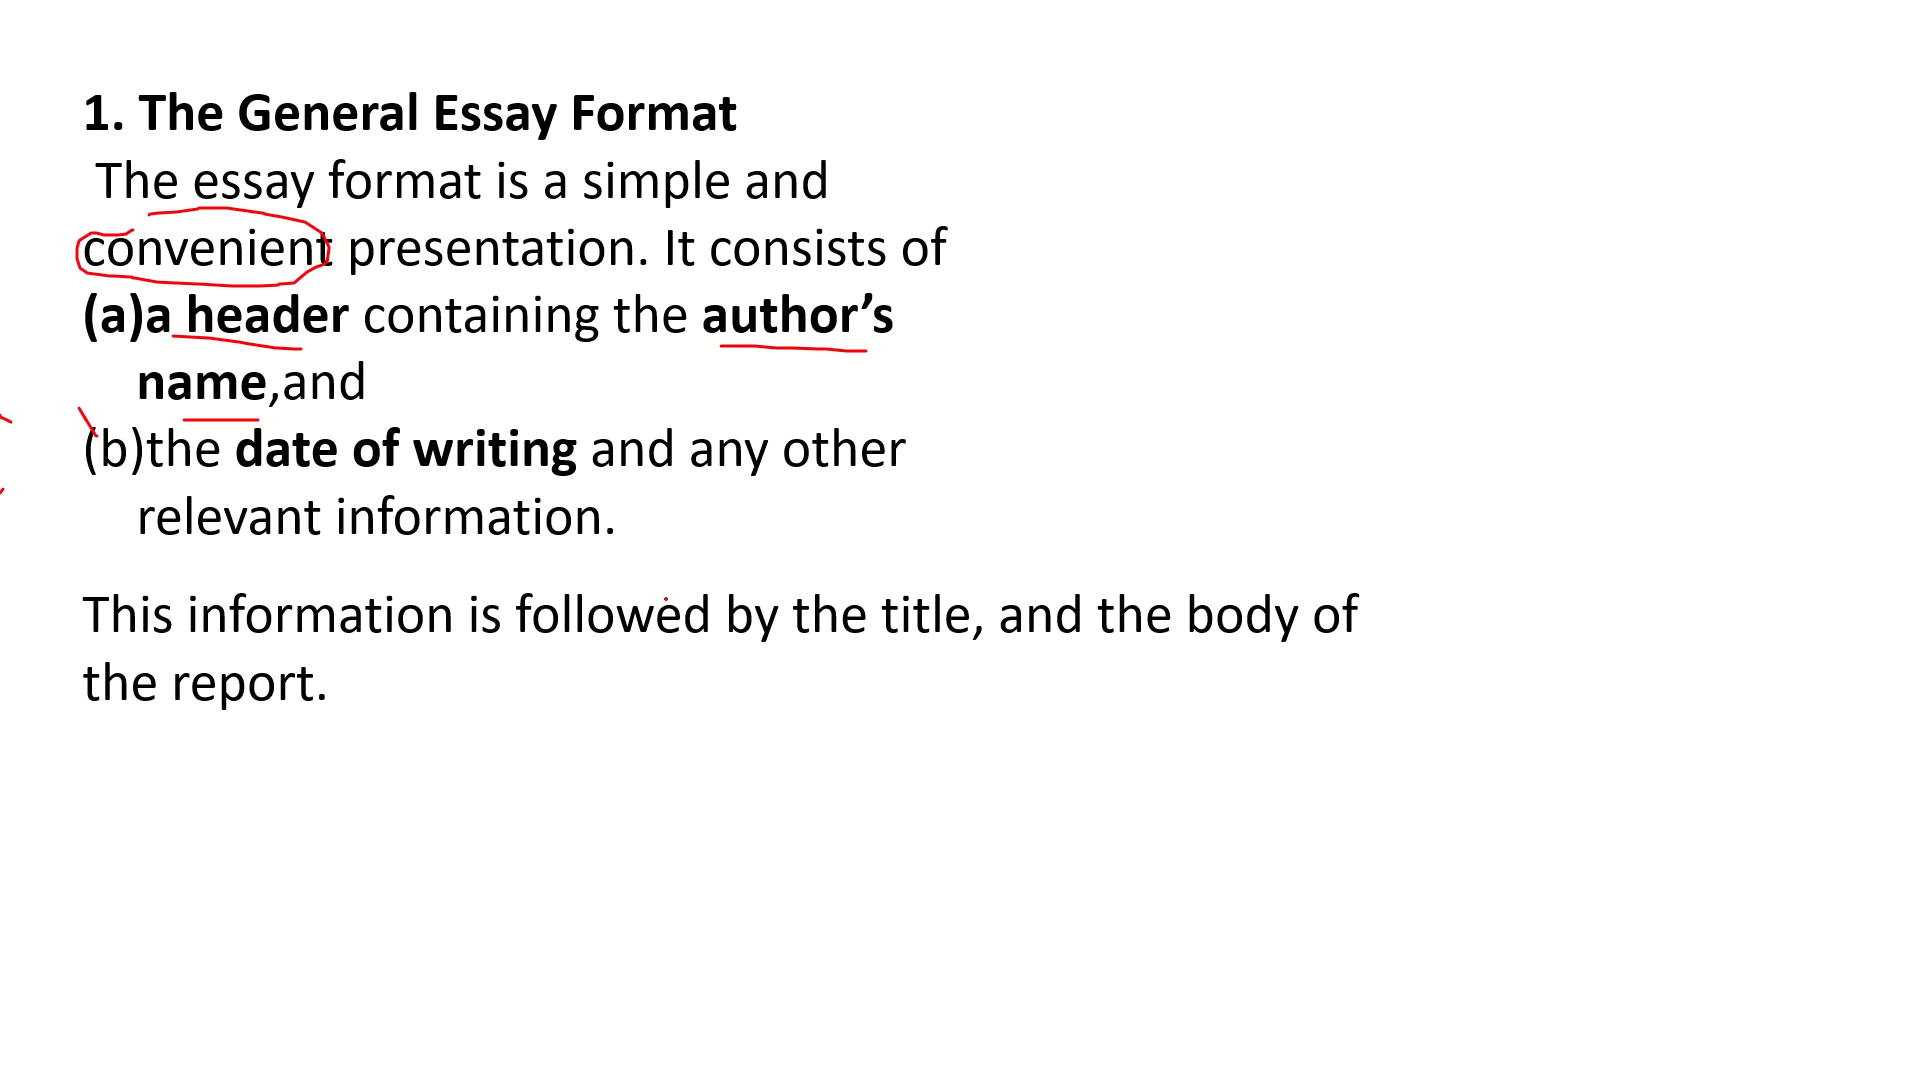 1. The General Essay Format
The essay format is a simple and
convenient presentation. It consists of
(a)a header containing the author’s
name,and
(b)the date of writing and any other
relevant information.
This information is followed by the title, and the body of
the report.